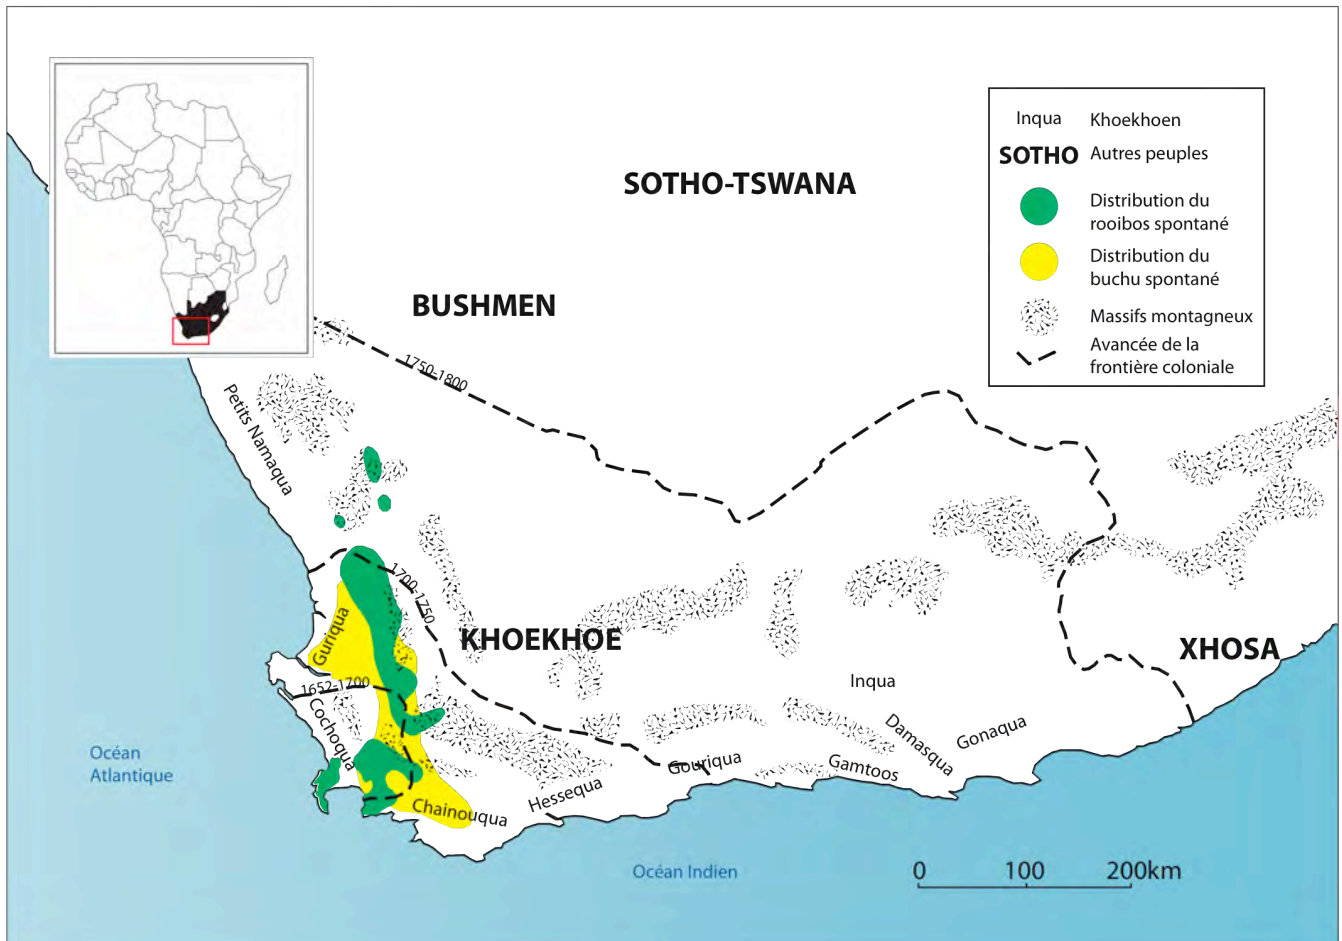 Inqua Khoekhoen
SOTHO Autres peuples
Distribution du
rooibos spontané
Distribution du
buchu spontané
Massifs montagneux
Avancée de la
frontière coloniale
SOTHO-TSWANA
BUSHMEN
1750-1800
Petits Namaqua
1700-1750
Guriqua
KHOEKHOE
XHOSA
1652-1700
Inqua
Cochoqua
Damasqua
Gonaqua
Océan
Atlantique
Gouriqua
Gamtoos
Hessequa
Chainouqua
Océan Indien
0 100 200km